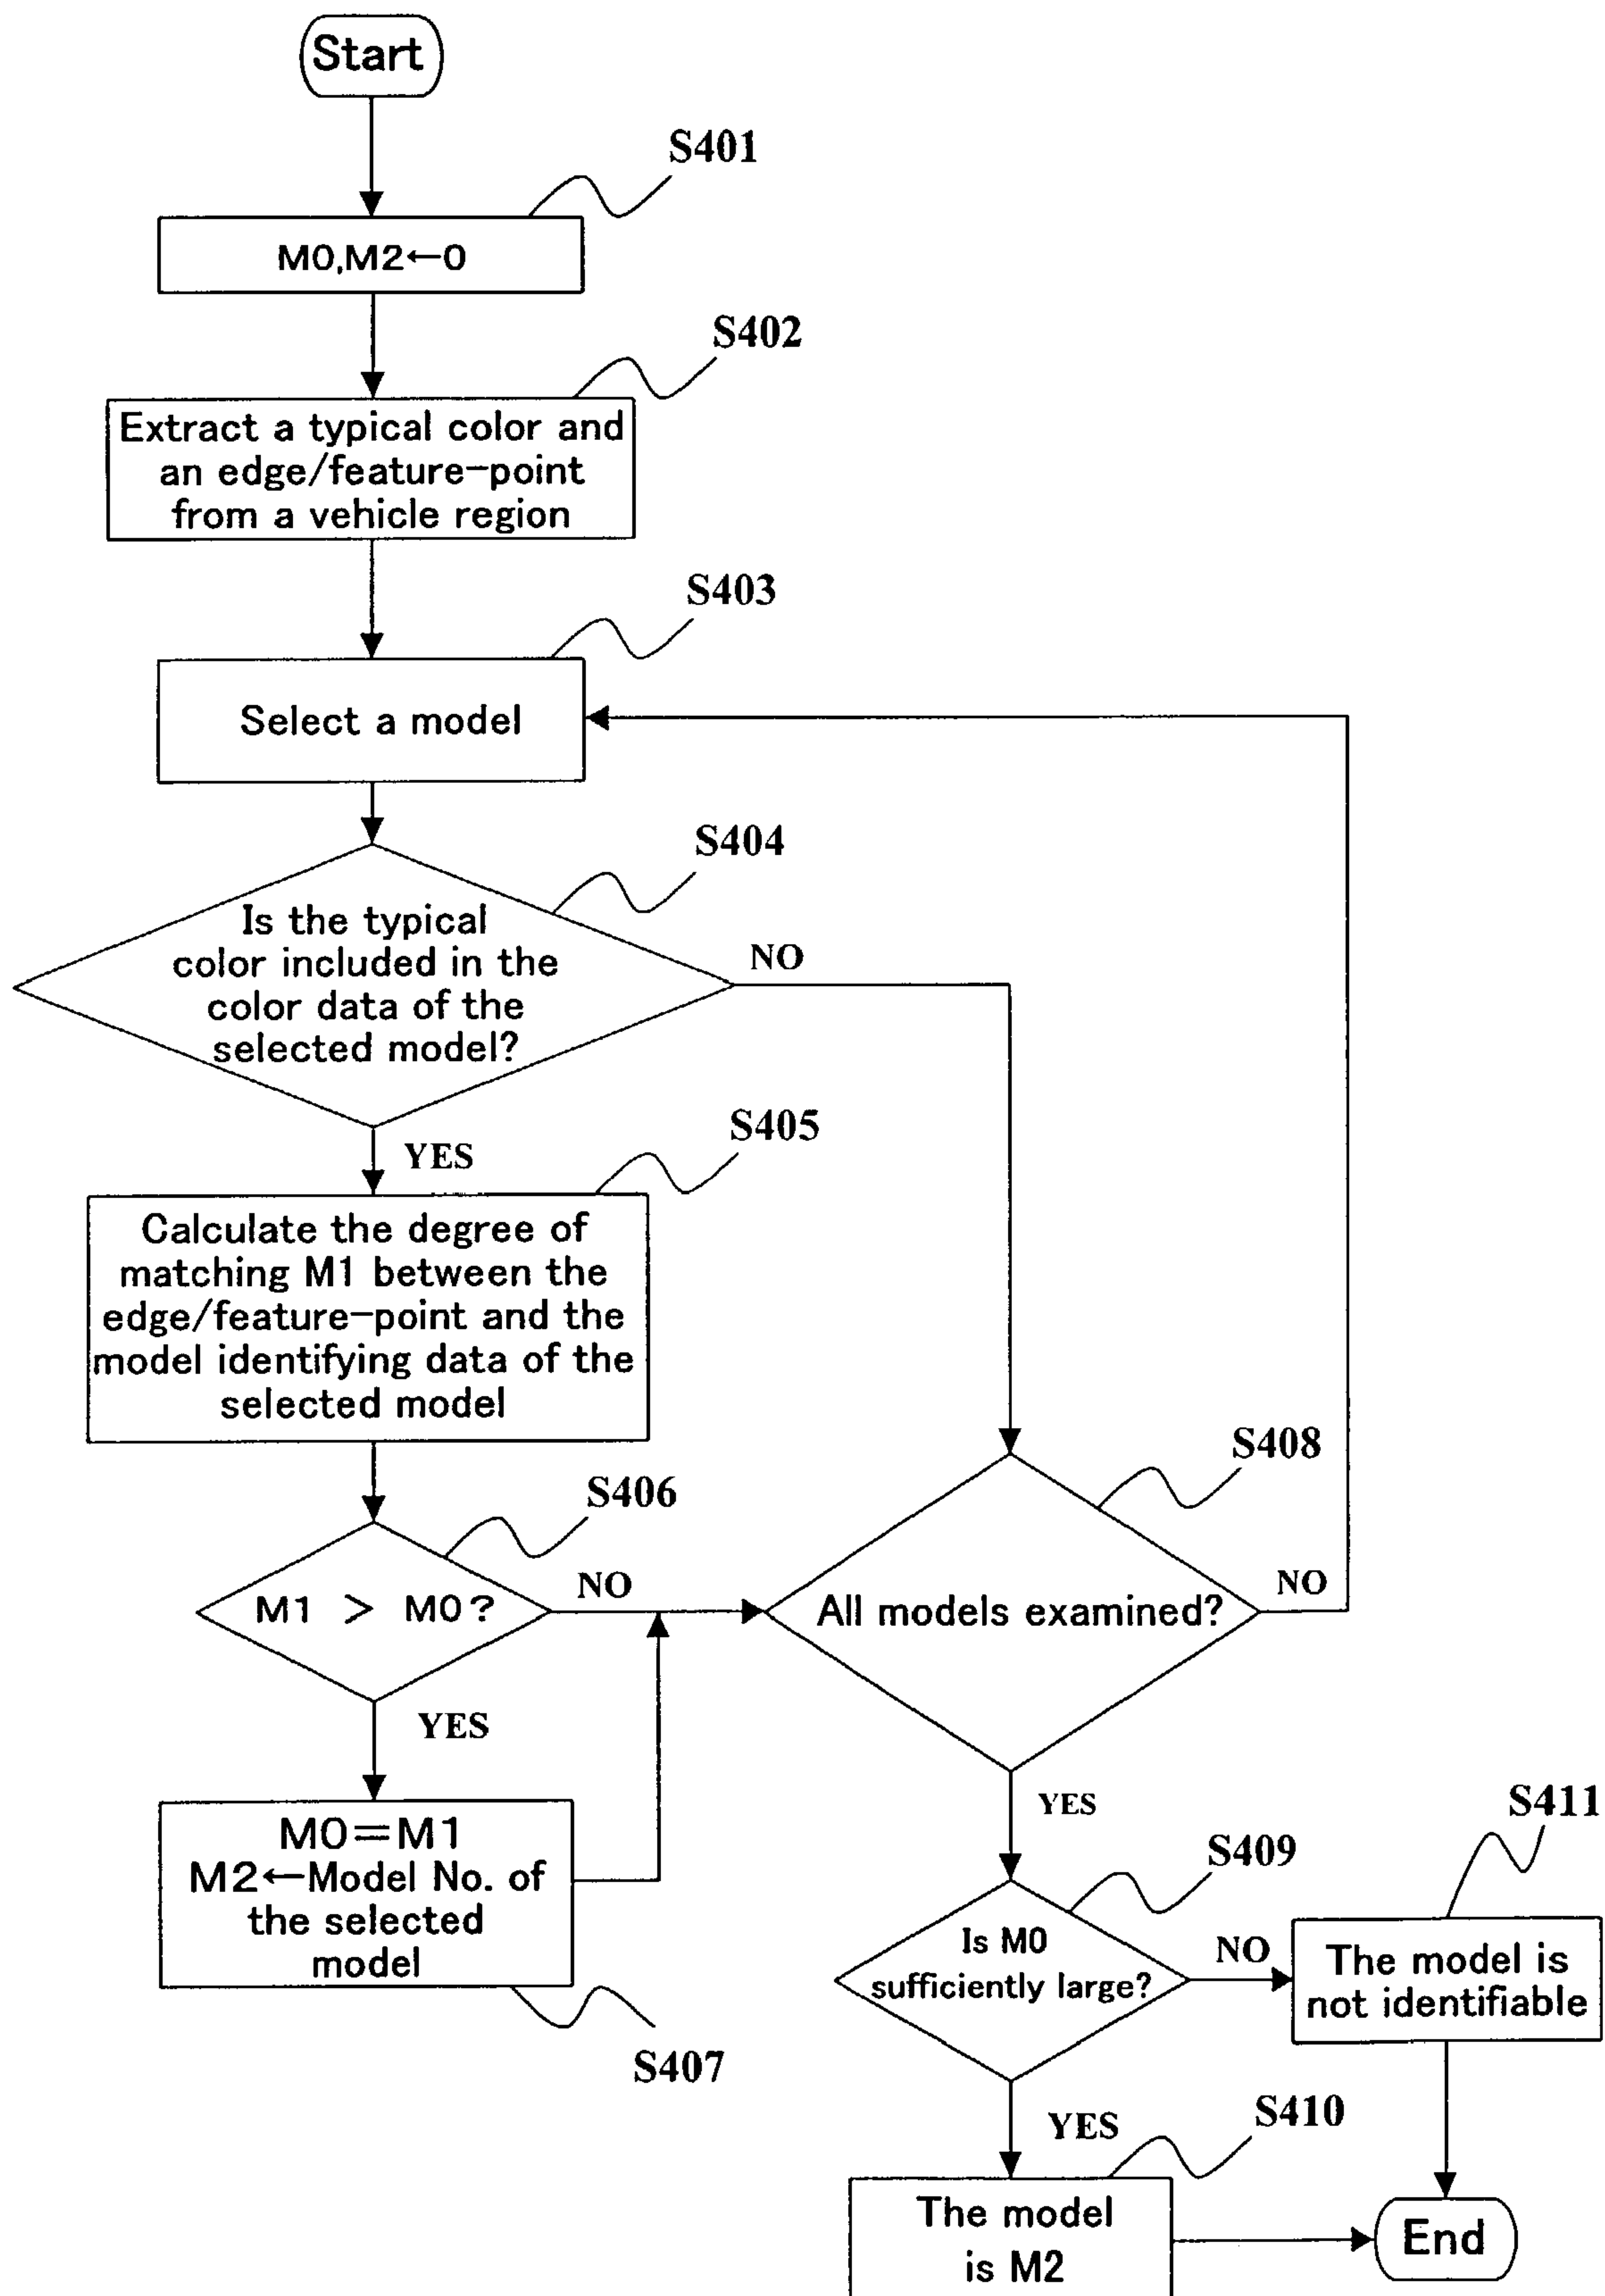 Start
S401
M0,M2←0
S402
Extract a typical color and
an edge/feature-point
from a vehicle region
S403
Select a model
S404
Is the typical
color included in the
color data of the
selected model?
NO
YES
S405
Calculate the degree of
matching M1 between the
edge/feature-point and the
model identifying data of the
selected model
S406
M1 > M0?
NO
YES
M0=M1
M2←Model No. of
the selected
model
S407
S408
All models examined?
NO
YES
S409
Is M0
sufficiently large?
NO
S411
The model is
not identifiable
YES
S410
The model
is M2
End